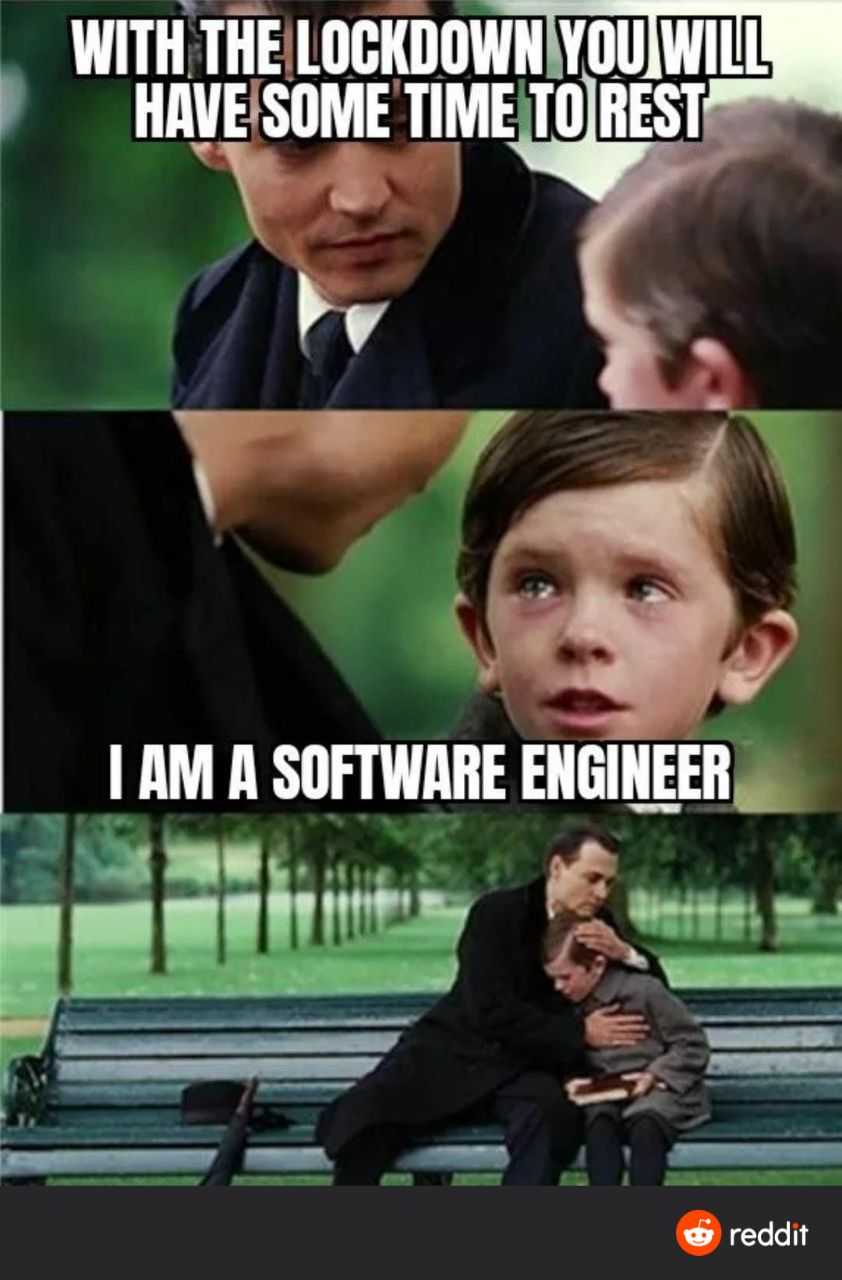 WITH THE LOCKDOWN YOU WILL
HAVE SOME TIME TO REST
I AM A SOFTWARE ENGINEER
reddit